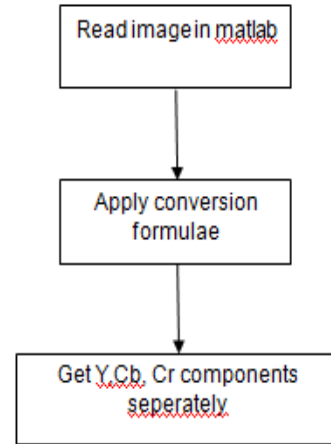 Read image in matlab
Apply conversion
formulae
Get Y,Cb, Cr components
seperately